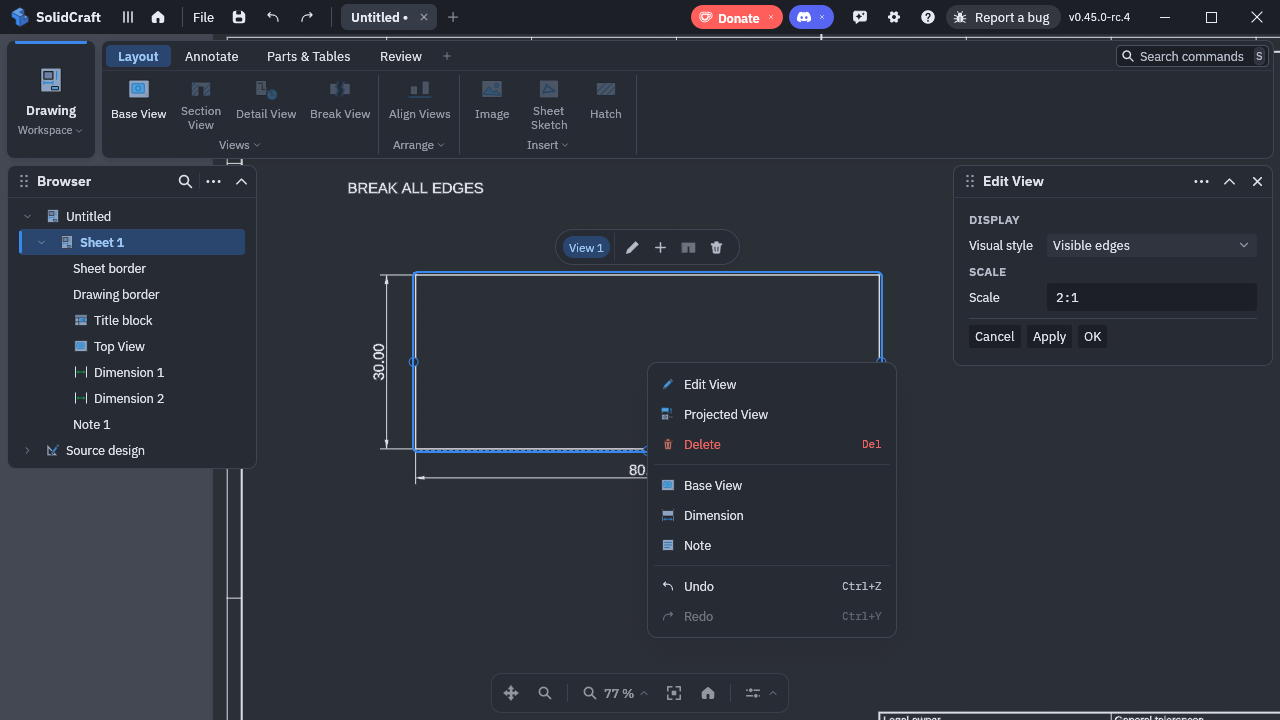 SolidCraft
File
Untitled •
Donate
Report a bug
v0.45.0-rc.4
Drawing
Workspace
Layout
Annotate
Parts & Tables
Review
Search commands
S
Base View
Section View
Detail View
Break View
Views
Align Views
Arrange
Image
Sheet Sketch
Hatch
Insert
Browser
Untitled
Sheet 1
Sheet border
Drawing border
Title block
Top View
Dimension 1
Dimension 2
Note 1
Source design
BREAK ALL EDGES
View 1
30.00
80.
Edit View
Projected View
Delete Del
Base View
Dimension
Note
Undo Ctrl+Z
Redo Ctrl+Y
Edit View
DISPLAY
Visual style Visible edges
SCALE
Scale 2:1
Cancel Apply OK
77 %
Legal owner
General tolerances